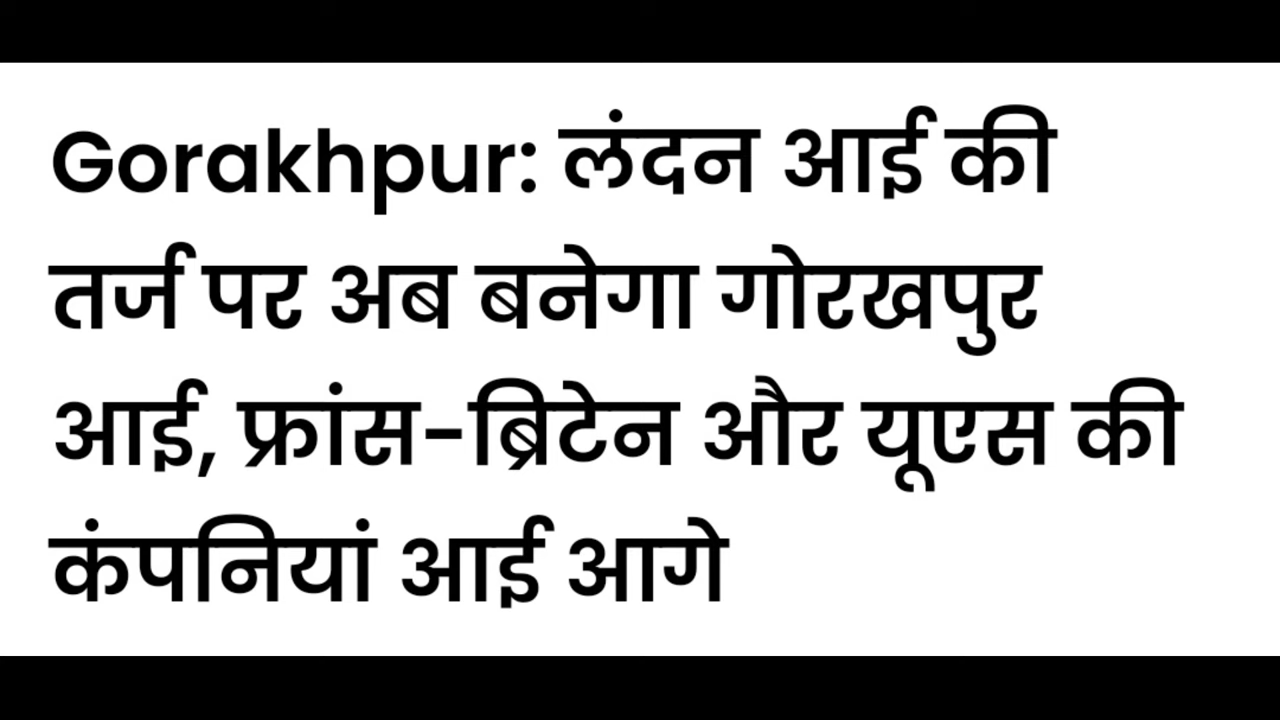 Gorakhpur: लंदन आई की
तर्ज पर अब बनेगा गोरखपुर
आई, फ्रांस-ब्रिटेन और यूएस की
कंपनियां आई आगे